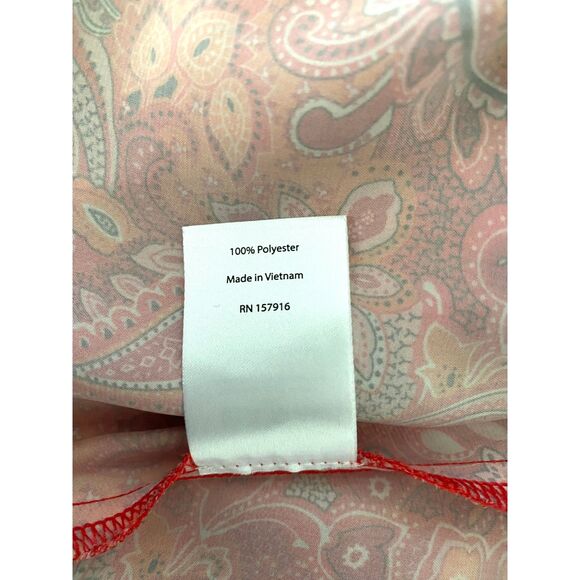 100% Polyester
Made in Vietnam
RN 157916